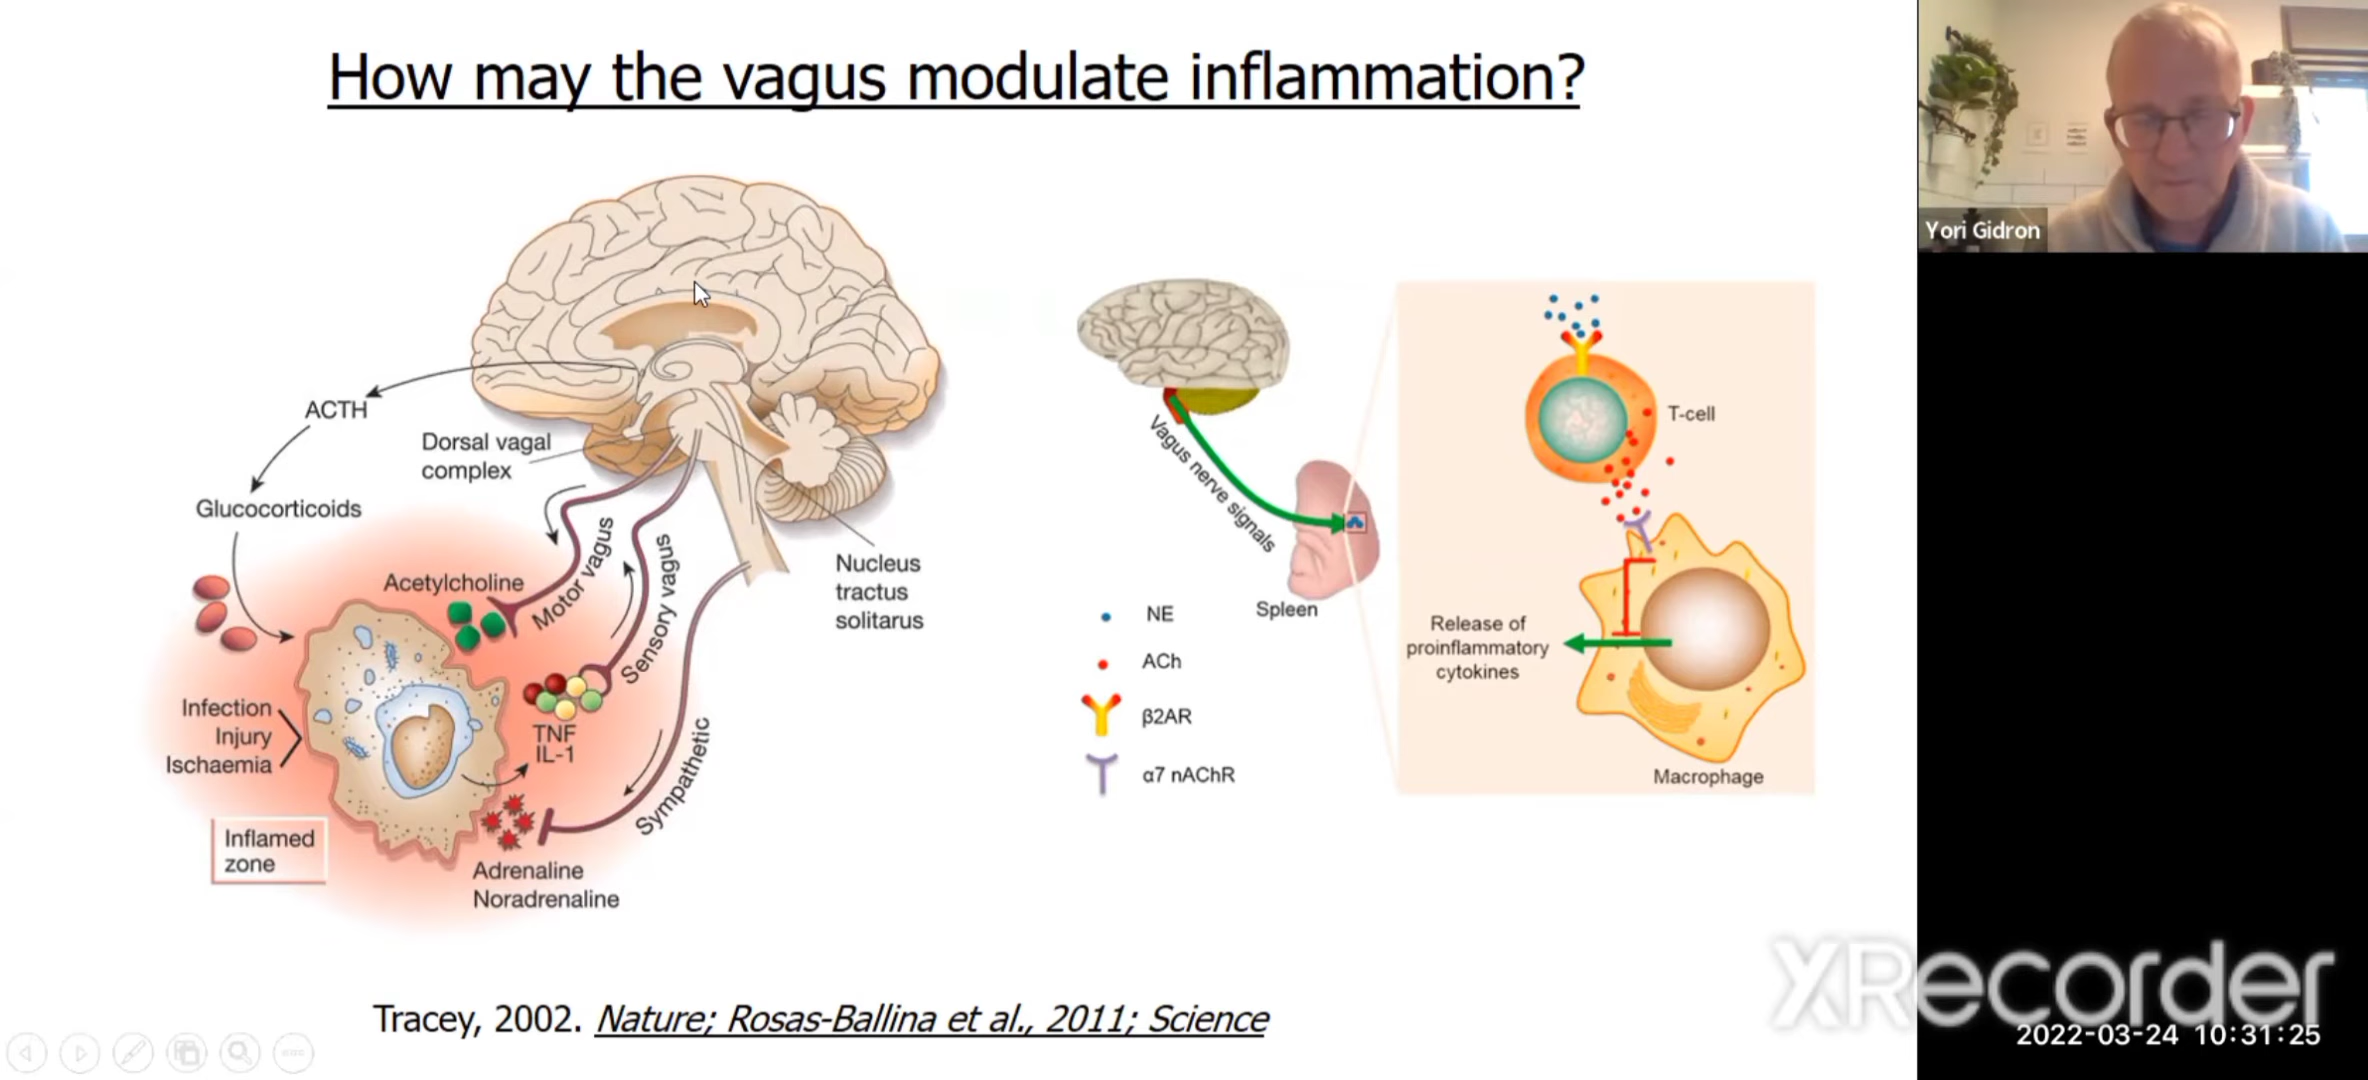 How may the vagus modulate inflammation?
ACTH
Dorsal vagal
complex
Glucocorticoids
Acetylcholine
Motor vagus
Sensory vagus
Nucleus
tractus
solitarus
Infection
Injury
Ischaemia
TNF
IL-1
Sympathetic
Inflamed
zone
Adrenaline
Noradrenaline
Vagus nerve signals
Spleen
NE
ACh
β2AR
α7 nAChR
T-cell
Release of
proinflammatory
cytokines
Macrophage
Tracey, 2002. Nature; Rosas-Ballina et al., 2011; Science
Yori Gidron
XRecorder
2022-03-24 10:31:25